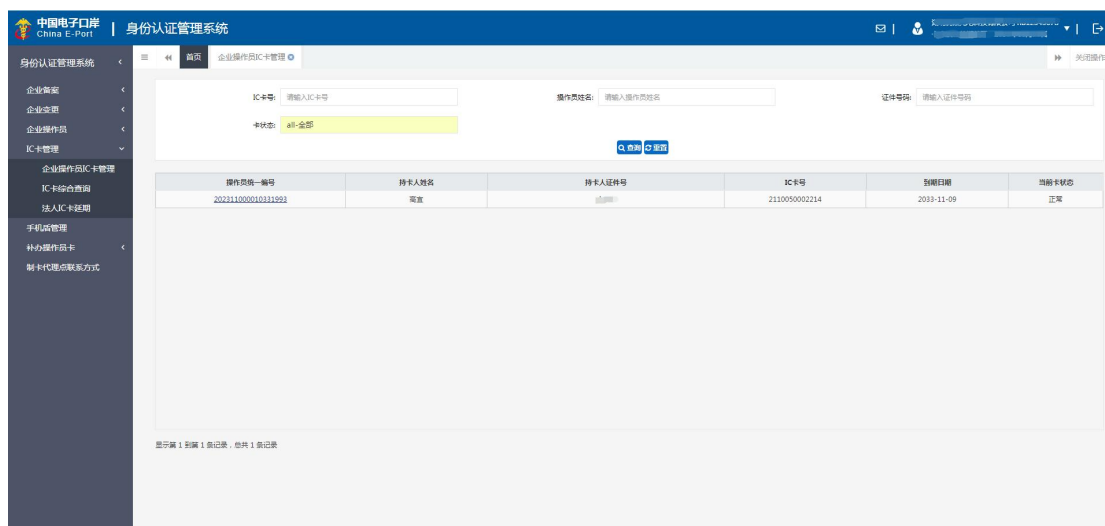 中国电子口岸
China E-Port
身份认证管理系统
身份认证管理系统
首页
企业操作员IC卡管理
关闭操作
企业备案
企业变更
企业操作员
IC卡管理
企业操作员IC卡管理
IC卡综合查询
法人IC卡延期
手机盾管理
补办操作员卡
制卡代理点联系方式
IC卡号: 请输入IC卡号
操作员姓名: 请输入操作员姓名
证件号码: 请输入证件号码
卡状态: all-全部
查询 重置
操作员统一编号 持卡人姓名 持卡人证件号 IC卡号 到期日期 当前卡状态
202311000010331993 2110050002214 2033-11-09 正常
显示第 1 到第 1 条记录，总共 1 条记录